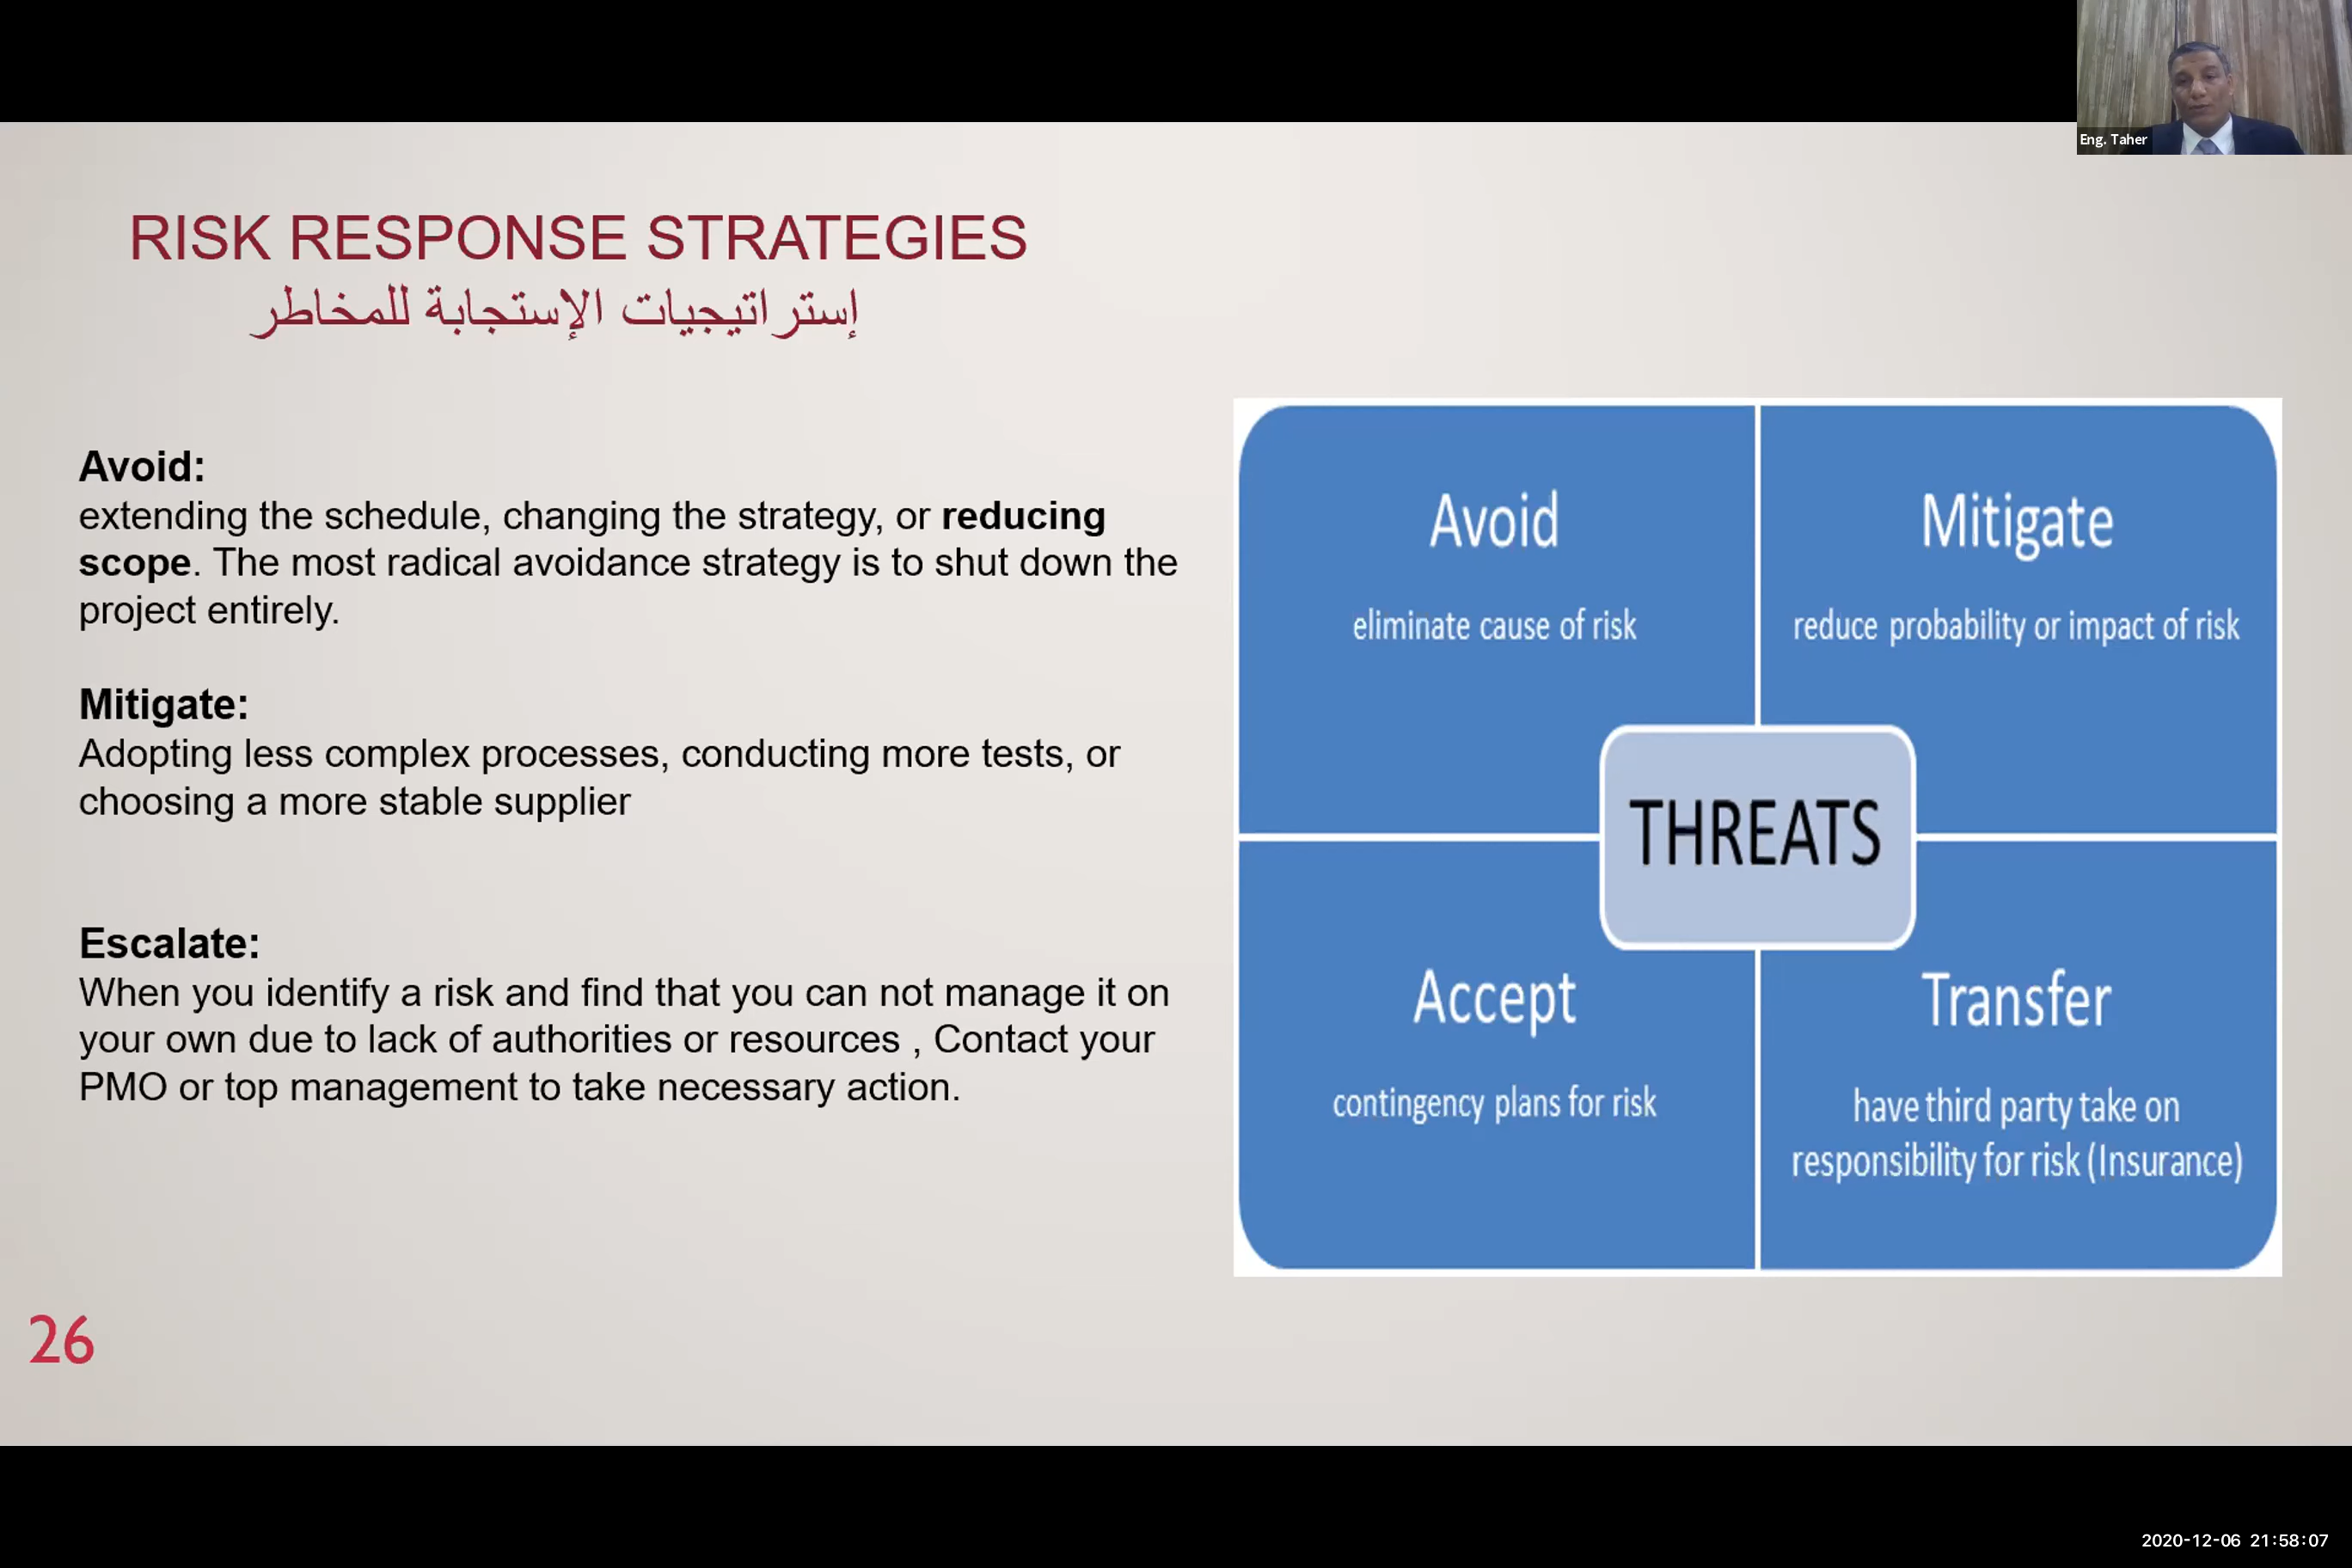 Eng. Taher
RISK RESPONSE STRATEGIES
إستراتيجيات الإستجابة للمخاطر
Avoid:
extending the schedule, changing the strategy, or reducing
scope. The most radical avoidance strategy is to shut down the
project entirely.
Mitigate:
Adopting less complex processes, conducting more tests, or
choosing a more stable supplier
Escalate:
When you identify a risk and find that you can not manage it on
your own due to lack of authorities or resources , Contact your
PMO or top management to take necessary action.
Avoid
eliminate cause of risk
Mitigate
reduce probability or impact of risk
THREATS
Accept
contingency plans for risk
Transfer
have third party take on
responsibility for risk (Insurance)
26
2020-12-06 21:58:07